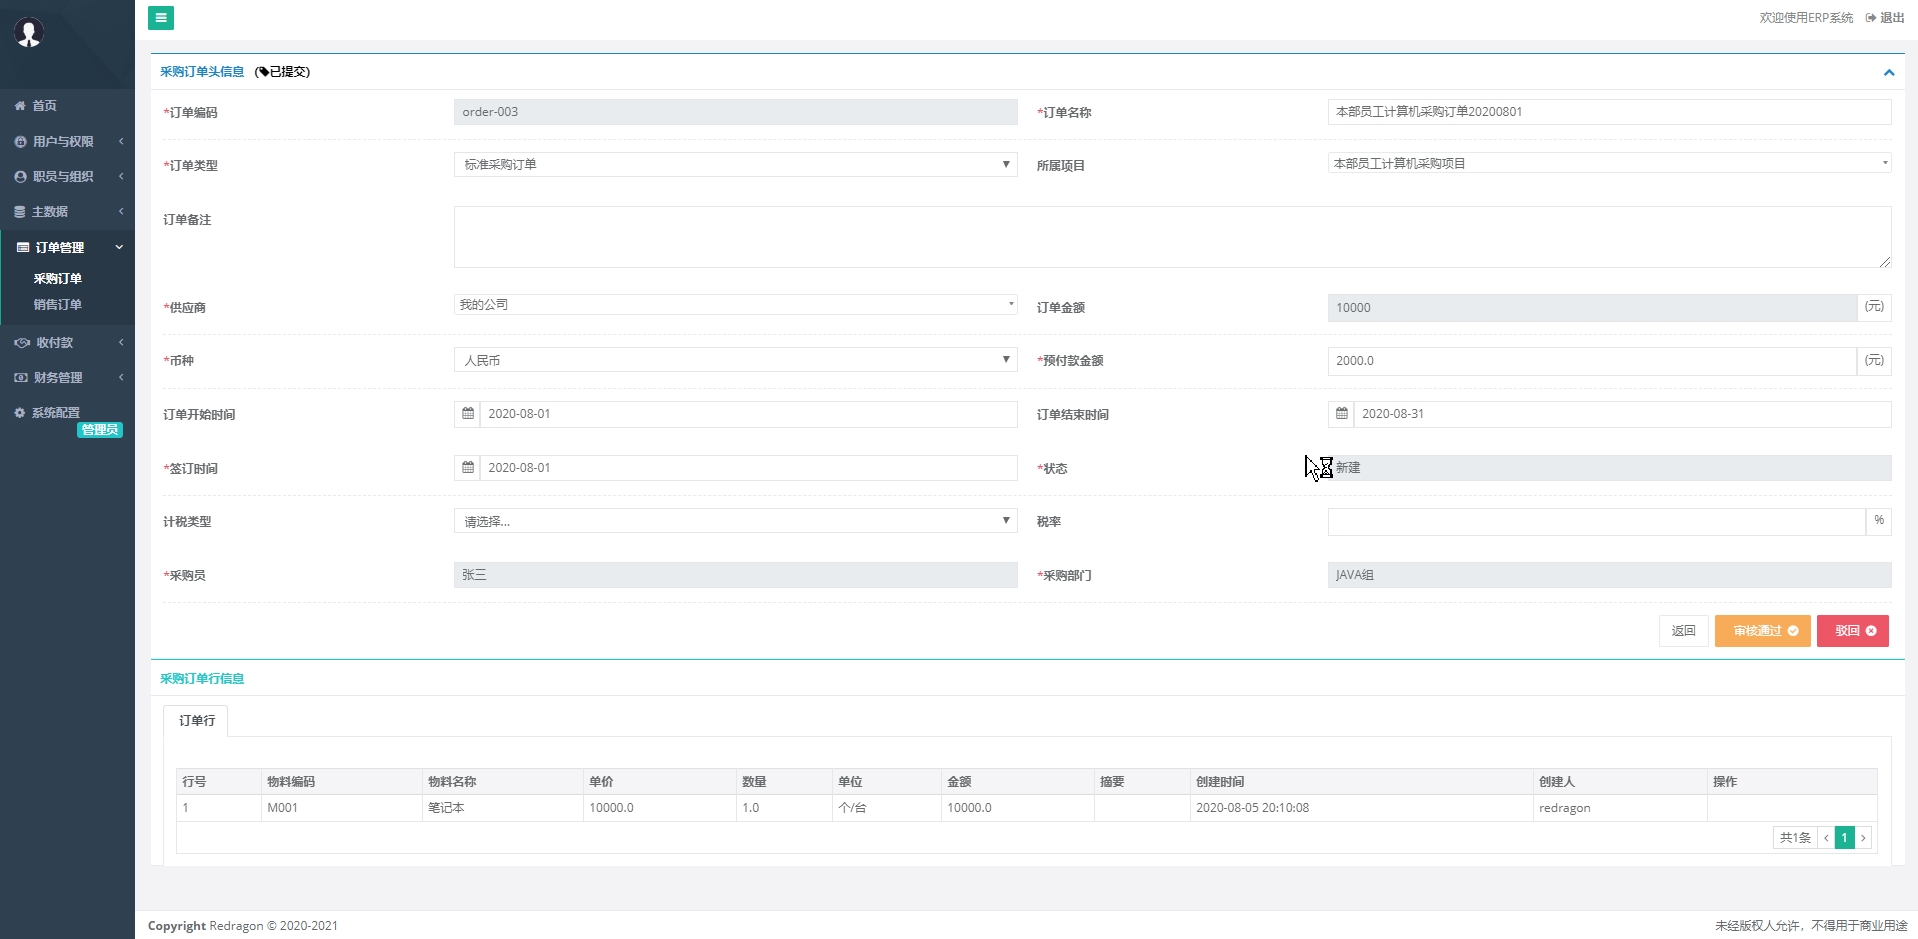 欢迎使用ERP系统 退出
首页
用户与权限
职员与组织
主数据
订单管理
采购订单
销售订单
收付款
财务管理
系统配置
管理员
采购订单头信息 (已提交)
*订单编码 order-003 *订单名称 本部员工计算机采购订单20200801
*订单类型 标准采购订单 所属项目 本部员工计算机采购项目
订单备注
*供应商 我的公司 订单金额 10000 (元)
*币种 人民币 *预付款金额 2000.0 (元)
订单开始时间 2020-08-01 订单结束时间 2020-08-31
*签订时间 2020-08-01 *状态 新建
计税类型 请选择... 税率 %
*采购员 张三 *采购部门 JAVA组
返回 审核通过 驳回
采购订单行信息
订单行
行号 物料编码 物料名称 单价 数量 单位 金额 摘要 创建时间 创建人 操作
1 M001 笔记本 10000.0 1.0 个/台 10000.0 2020-08-05 20:10:08 redragon
共1条 < 1 >
Copyright Redragon © 2020-2021 未经版权人允许，不得用于商业用途